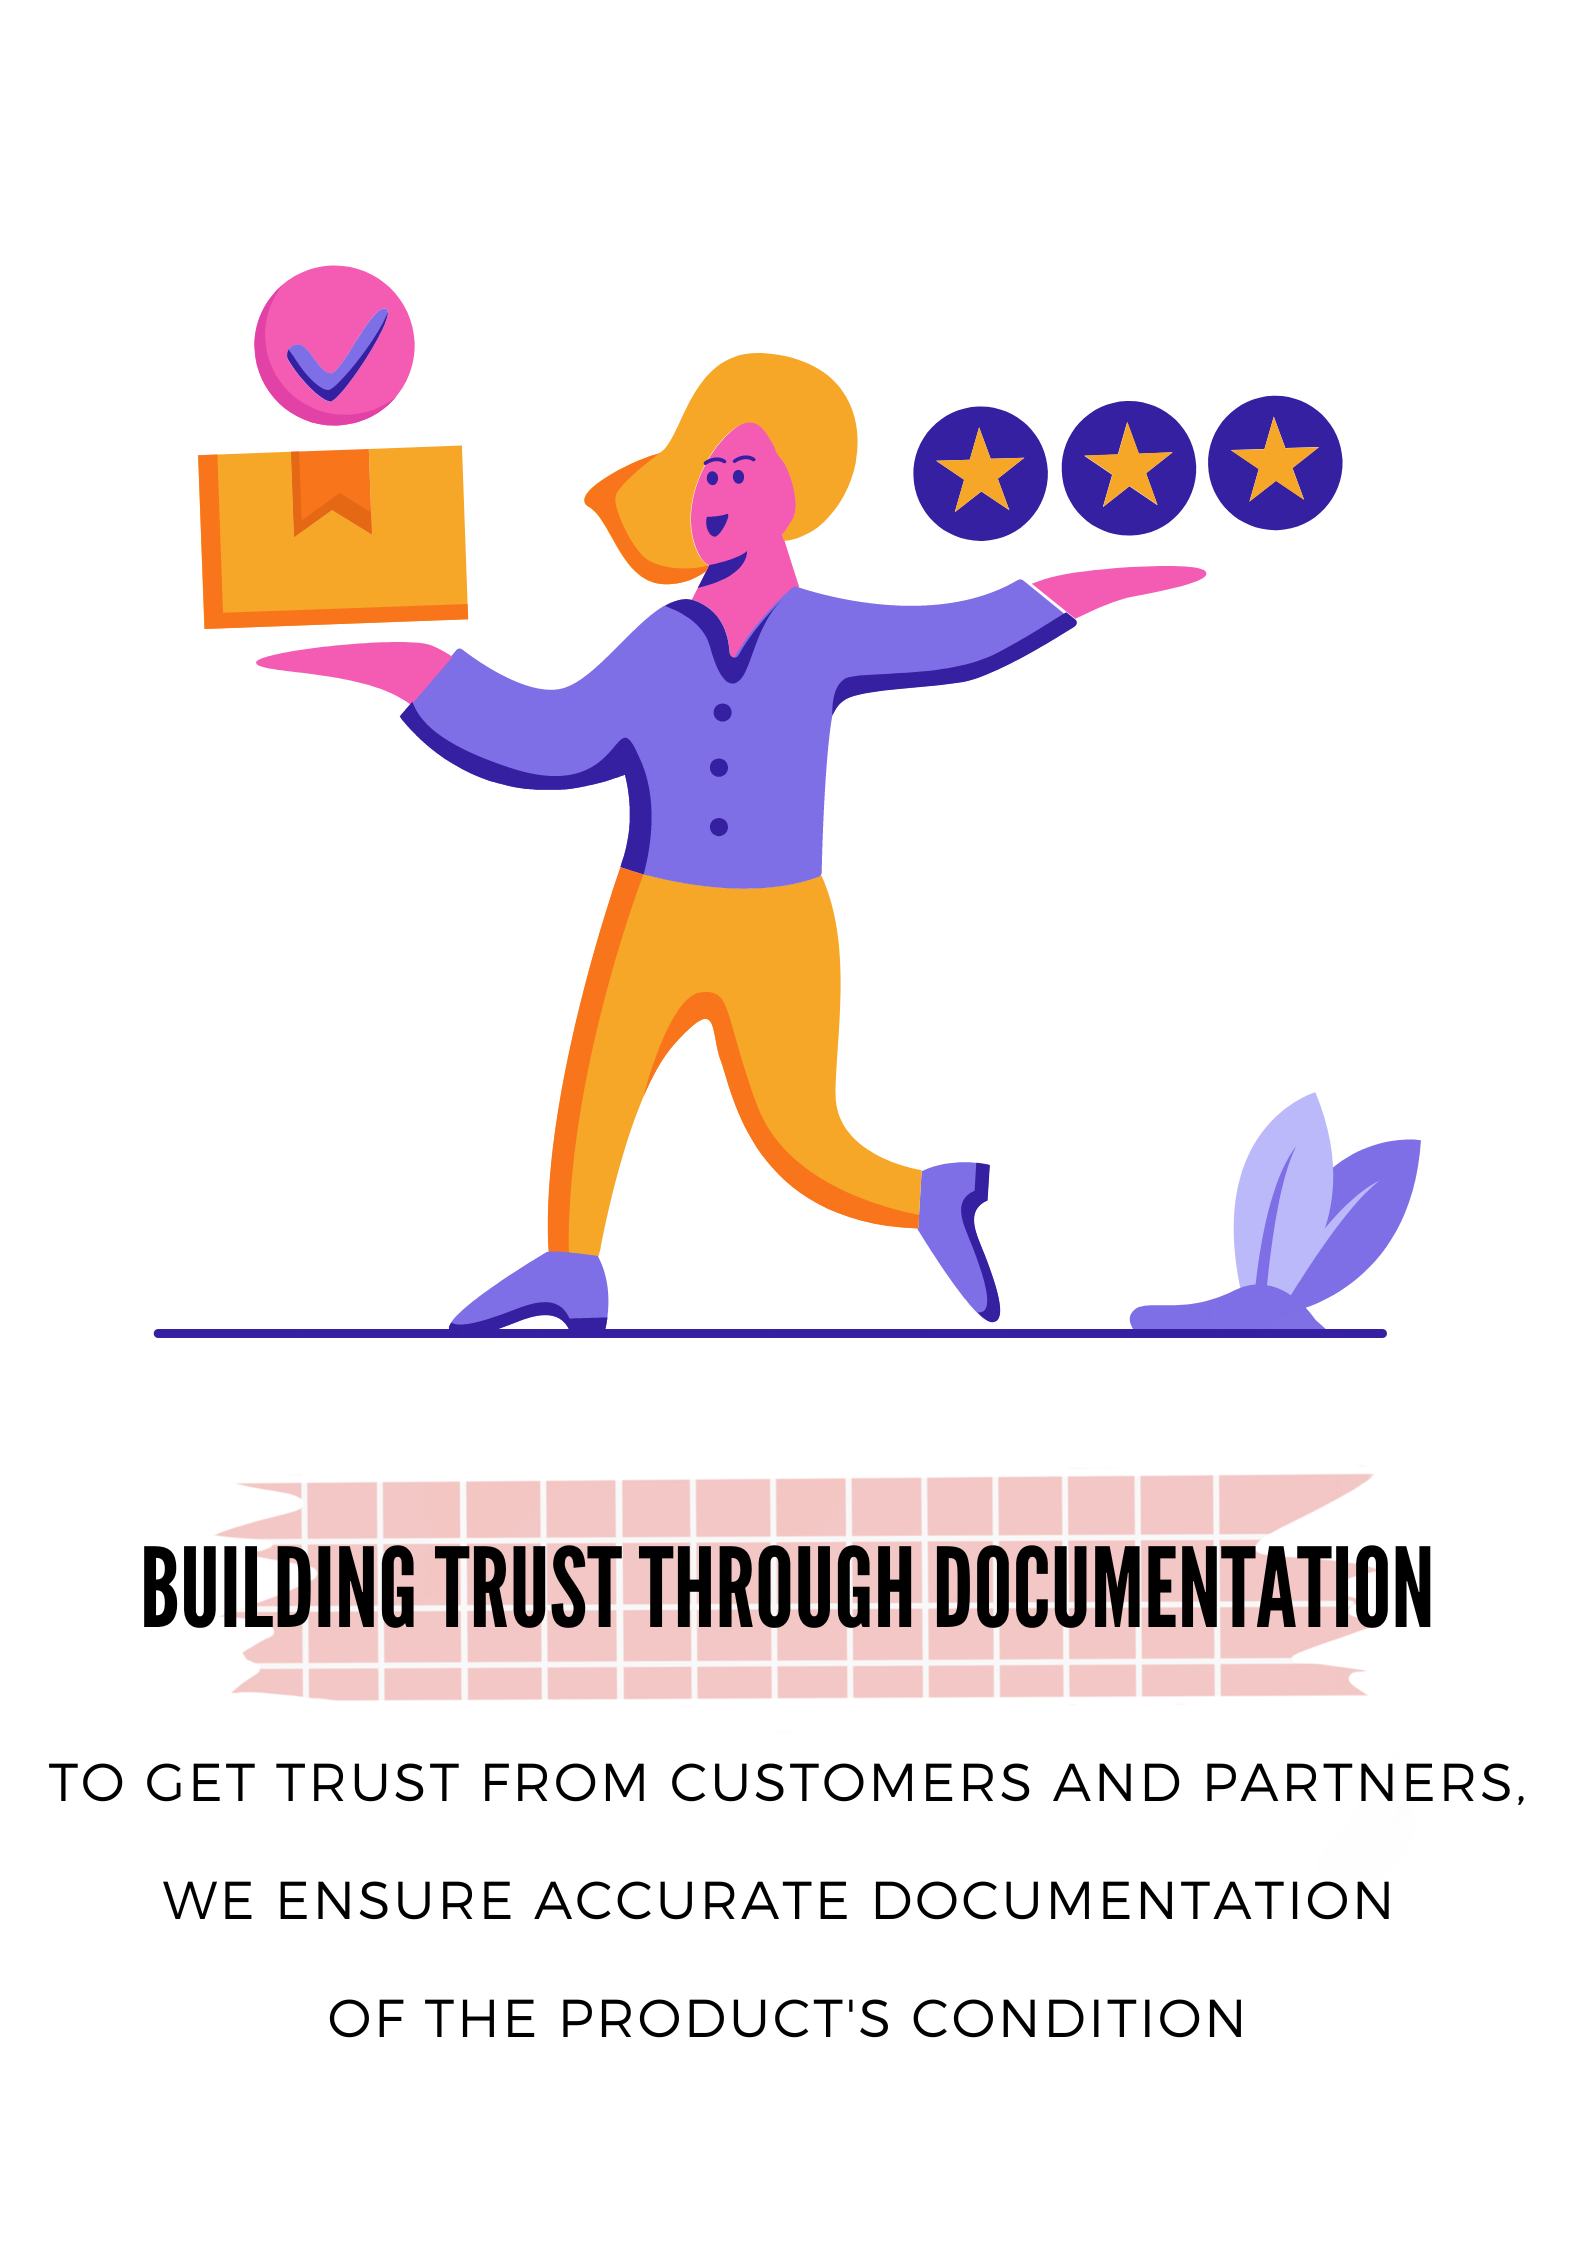 BUILDING TRUST THROUGH DOCUMENTATION
TO GET TRUST FROM CUSTOMERS AND PARTNERS,
WE ENSURE ACCURATE DOCUMENTATION
OF THE PRODUCT'S CONDITION